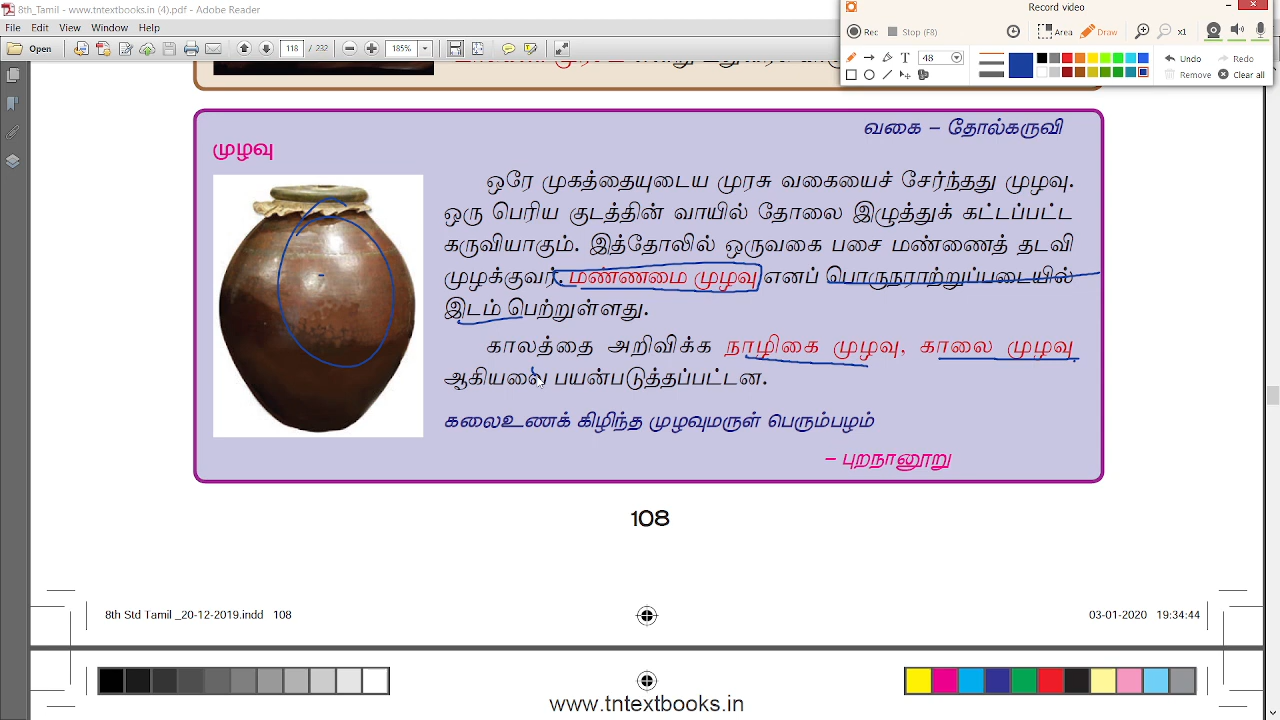 8th_Tamil - www.tntextbooks.in (4).pdf - Adobe Reader
Record video
File Edit View Window Help
Rec Stop (F8) Area Draw x1
Open 118 / 232 185%
T 48 Undo Redo
Remove Clear all
வகை – தோல்கருவி
முழவு
ஒரே முகத்தையுடைய முரசு வகையைச் சேர்ந்தது முழவு.
ஒரு பெரிய குடத்தின் வாயில் தோலை இழுத்துக் கட்டப்பட்ட
கருவியாகும். இத்தோலில் ஒருவகை பசை மண்ணைத் தடவி
முழக்குவர். மண்ணமை முழவு எனப் பொருநராற்றுப்படையில்
இடம் பெற்றுள்ளது.
காலத்தை அறிவிக்க நாழிகை முழவு, காலை முழவு
ஆகியவை பயன்படுத்தப்பட்டன.
கலைஉணக் கிழிந்த முழவுமருள் பெரும்பழம்
– புறநானூறு
108
8th Std Tamil _20-12-2019.indd 108
03-01-2020 19:34:44
www.tntextbooks.in